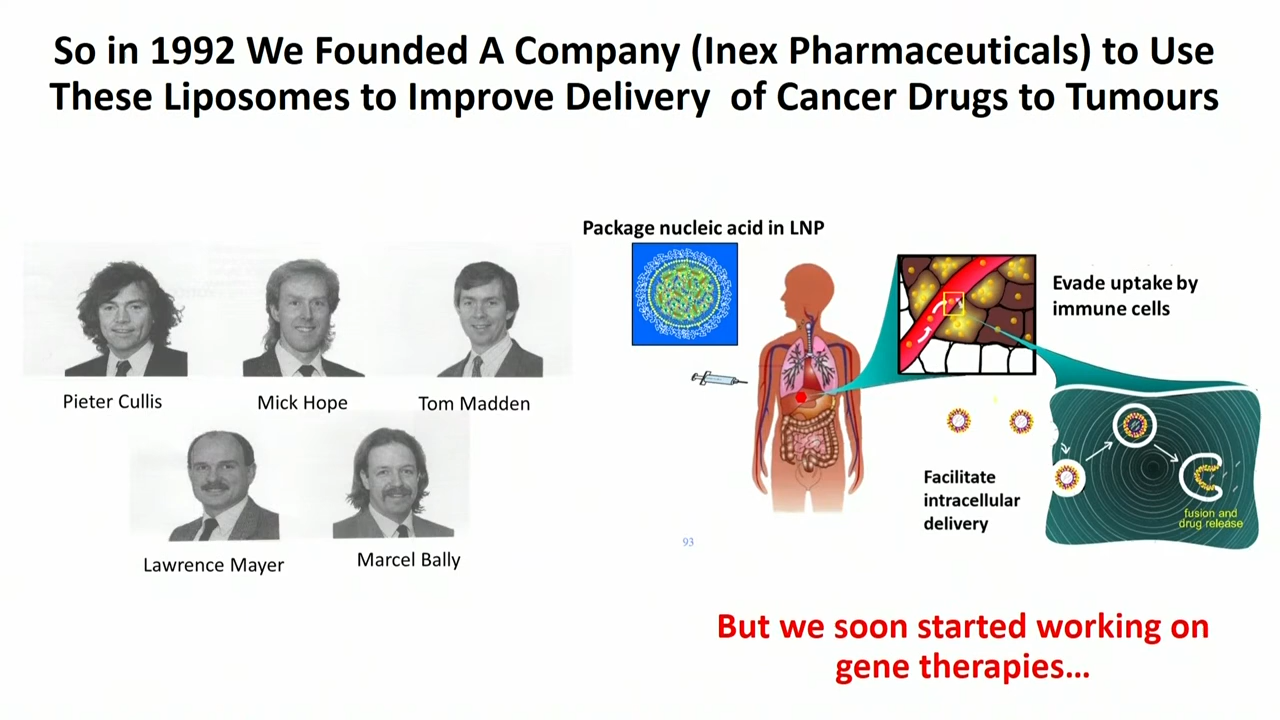 So in 1992 We Founded A Company (Inex Pharmaceuticals) to Use
These Liposomes to Improve Delivery of Cancer Drugs to Tumours
Pieter Cullis
Mick Hope
Tom Madden
Lawrence Mayer
Marcel Bally
Package nucleic acid in LNP
Evade uptake by
immune cells
Facilitate
intracellular
delivery
fusion and
drug release
93
But we soon started working on
gene therapies...